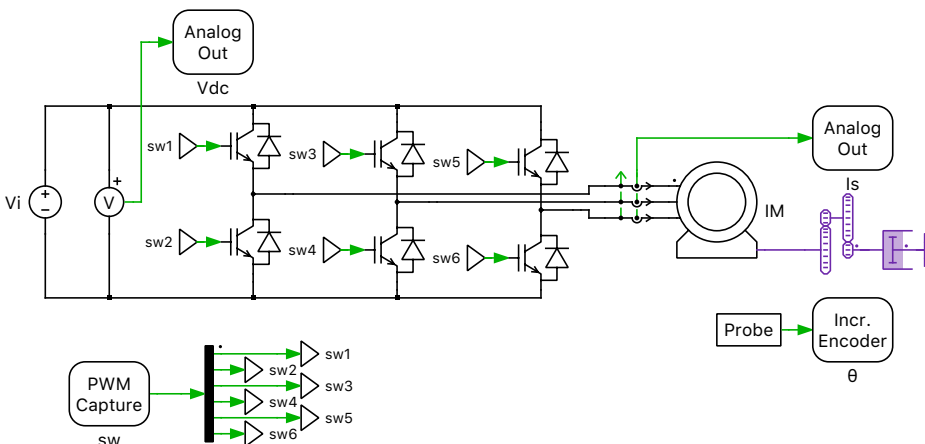 Analog
Out
Vdc
sw1
sw3
sw5
Analog
Out
Is
Vi
+
−
+
V
IM
sw2
sw4
sw6
Probe
Incr.
Encoder
θ
PWM
Capture
sw
sw1
sw2
sw3
sw4
sw5
sw6